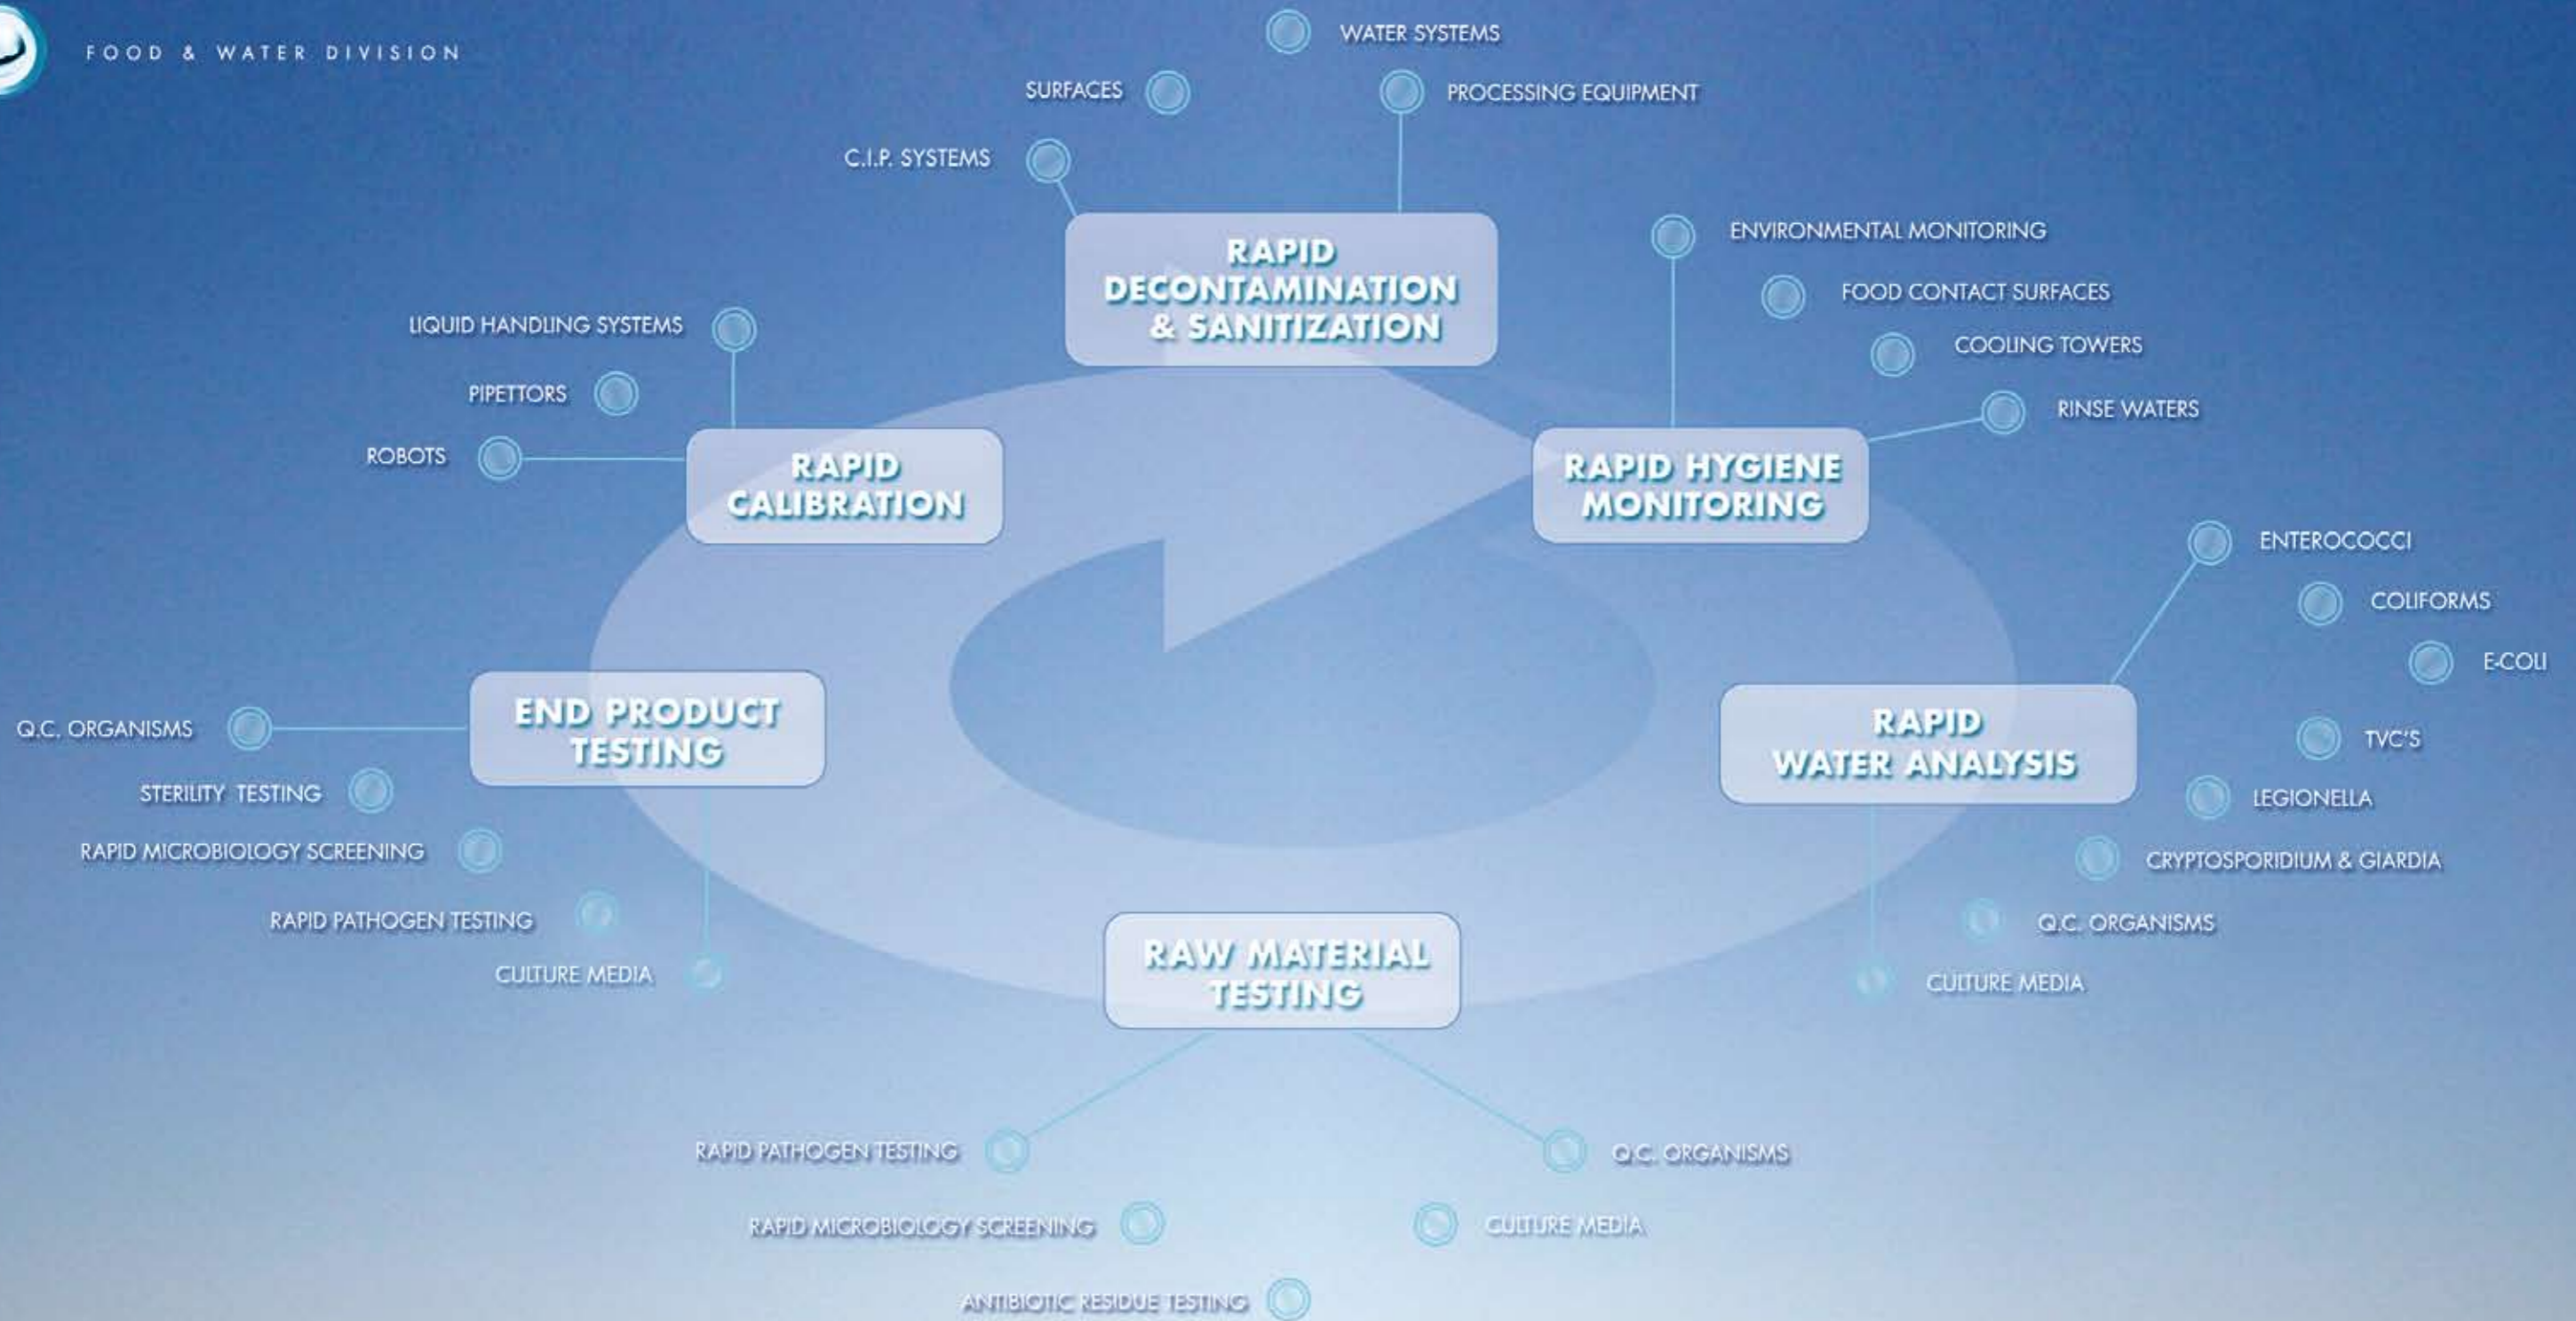 FOOD & WATER DIVISION
WATER SYSTEMS
SURFACES
PROCESSING EQUIPMENT
C.I.P. SYSTEMS
RAPID
DECONTAMINATION
& SANITIZATION
ENVIRONMENTAL MONITORING
FOOD CONTACT SURFACES
COOLING TOWERS
RINSE WATERS
RAPID HYGIENE
MONITORING
LIQUID HANDLING SYSTEMS
PIPETTORS
ROBOTS
RAPID
CALIBRATION
ENTEROCOCCI
COLIFORMS
E-COLI
TVC'S
LEGIONELLA
CRYPTOSPORIDIUM & GIARDIA
Q.C. ORGANISMS
CULTURE MEDIA
RAPID
WATER ANALYSIS
END PRODUCT
TESTING
Q.C. ORGANISMS
STERILITY TESTING
RAPID MICROBIOLOGY SCREENING
RAPID PATHOGEN TESTING
CULTURE MEDIA
RAW MATERIAL
TESTING
RAPID PATHOGEN TESTING
RAPID MICROBIOLOGY SCREENING
ANTIBIOTIC RESIDUE TESTING
Q.C. ORGANISMS
CULTURE MEDIA